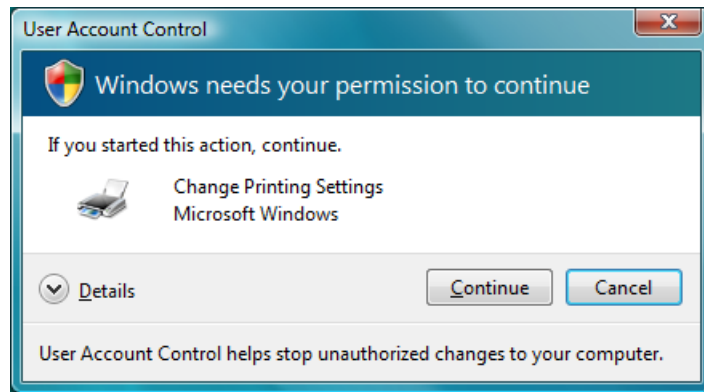 User Account Control
Windows needs your permission to continue
If you started this action, continue.
Change Printing Settings
Microsoft Windows
Details
Continue
Cancel
User Account Control helps stop unauthorized changes to your computer.